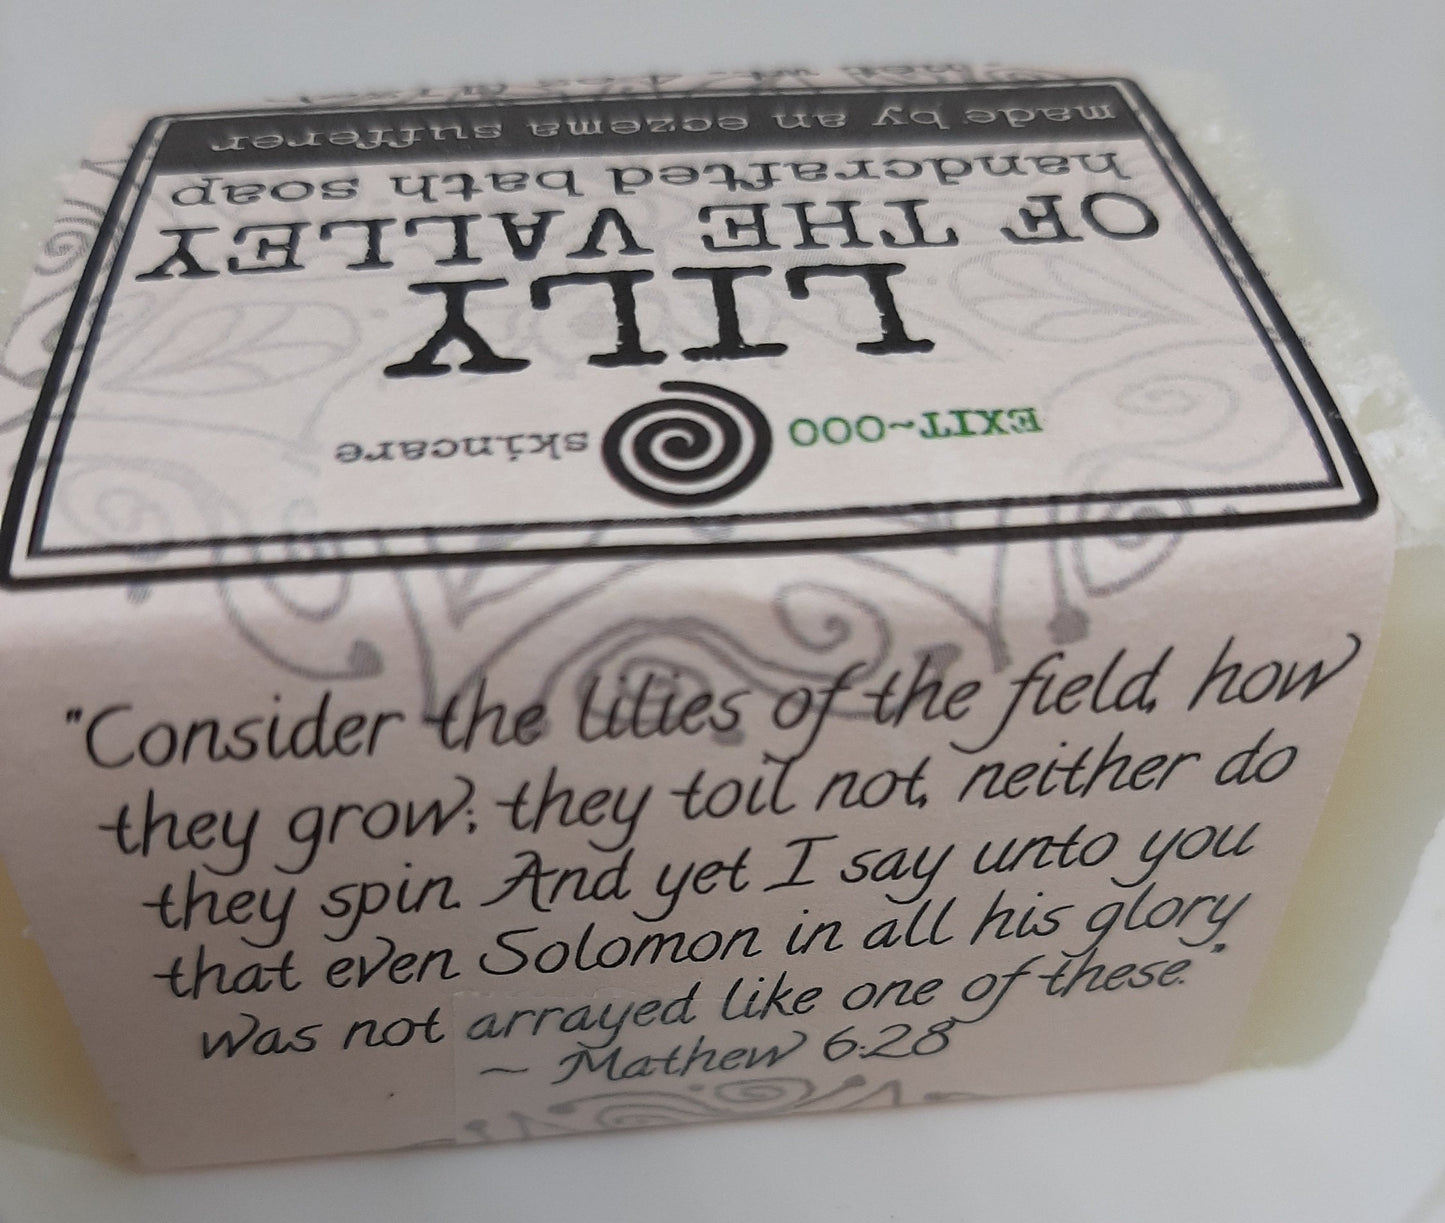 EXIT~000 skincare
LILY
OF THE VALLEY
handcrafted bath soap
made by an eczema sufferer
"Consider the lilies of the field, how
they grow; they toil not, neither do
they spin. And yet I say unto you
that even Solomon in all his glory
was not arrayed like one of these."
~ Mathew 6:28